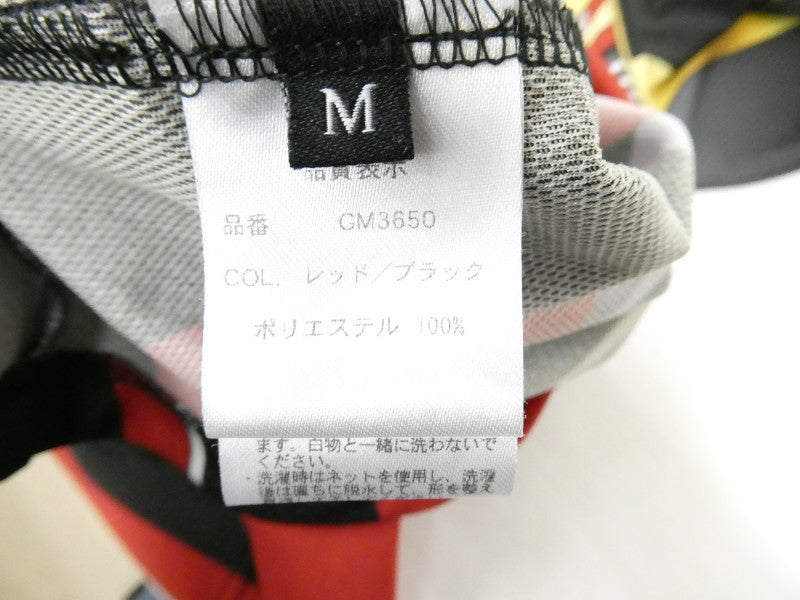 M
品質表示
品番 GM3650
COL. レッド/ブラック
ポリエステル 100%
ます。白物と一緒に洗わないで
ください。
・洗濯時はネットを使用し、洗濯
後は直ちに脱水して、形を整え